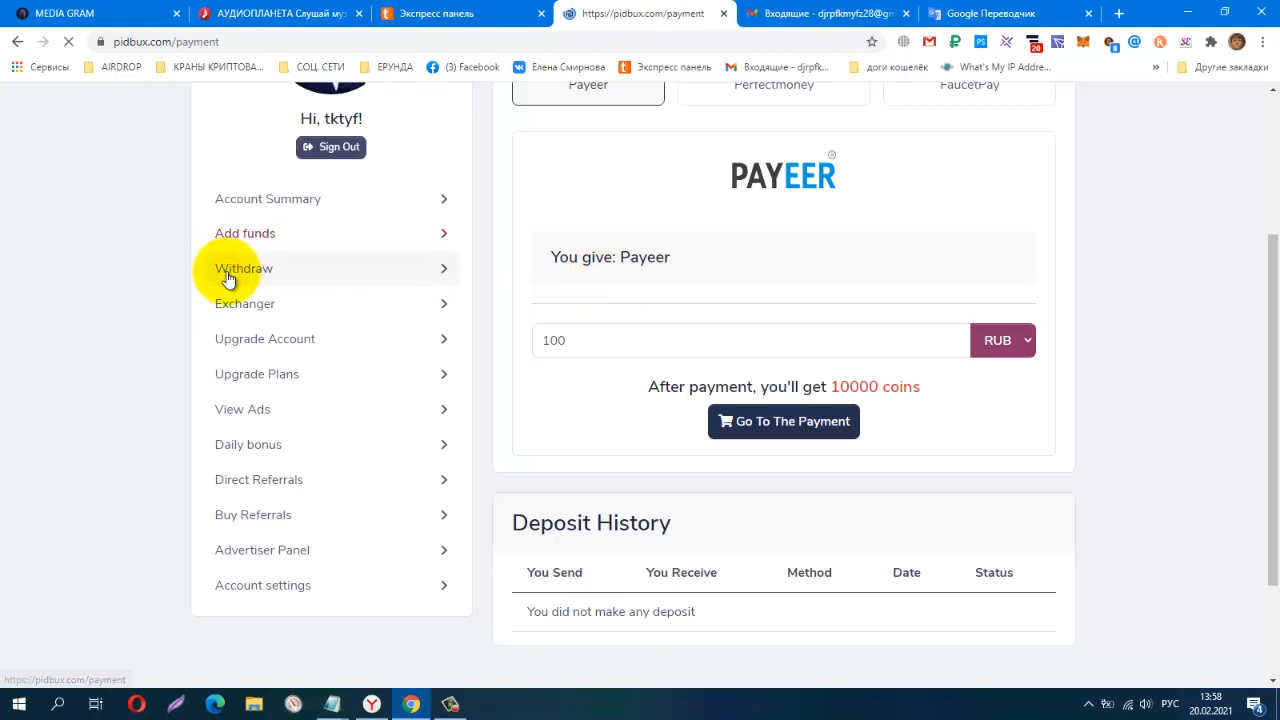 MEDIA GRAM
АУДИОПЛАНЕТА Слушай муз
Экспресс панель
https://pidbux.com/payment
Входящие - djrpfkmyfz28@gm
Google Переводчик
pidbux.com/payment
20
8
Сервисы
AIRDROP
КРАНЫ КРИПТОВА...
СОЦ. СЕТИ
ЕРУНДА
(3) Facebook
Елена Смирнова
Экспресс панель
Входящие - djrpfk...
доги кошелёк
What's My IP Addre...
»
Другие закладки
Payeer
Perfectmoney
FaucetPay
Hi, tktyf!
Sign Out
Account Summary
Add funds
Withdraw
Exchanger
Upgrade Account
Upgrade Plans
View Ads
Daily bonus
Direct Referrals
Buy Referrals
Advertiser Panel
Account settings
PAYEER®
You give: Payeer
100
RUB
After payment, you'll get 10000 coins
Go To The Payment
Deposit History
You Send You Receive Method Date Status
You did not make any deposit
https://pidbux.com/payment
РУС
13:58
20.02.2021
4